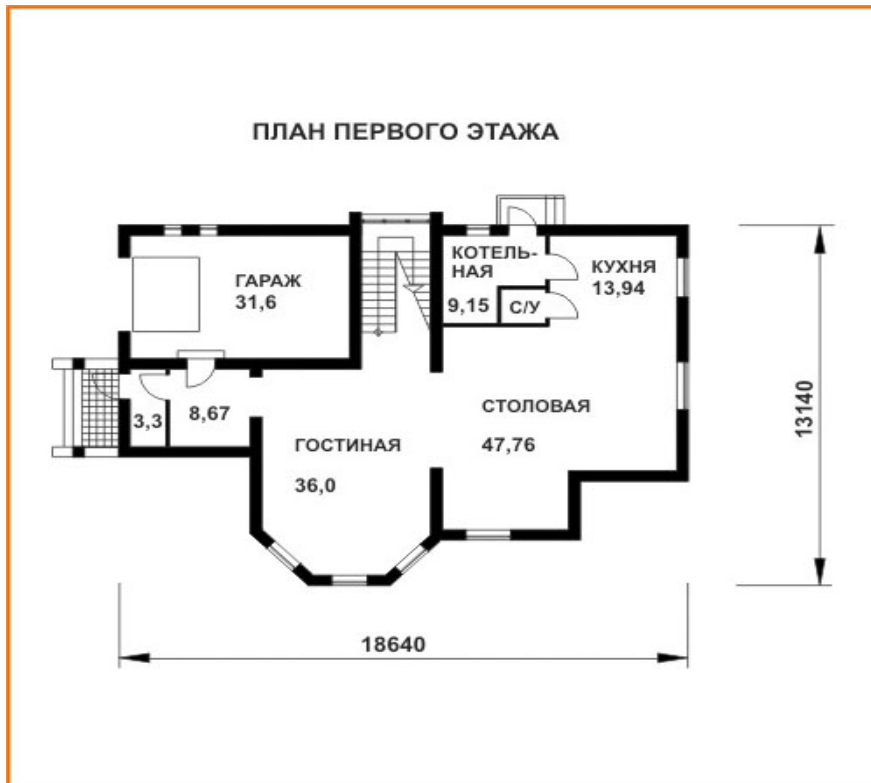 ПЛАН ПЕРВОГО ЭТАЖА
ГАРАЖ
31,6
КОТЕЛЬ-
НАЯ
9,15
С/У
КУХНЯ
13,94
3,3
8,67
ГОСТИНАЯ
36,0
СТОЛОВАЯ
47,76
13140
18640